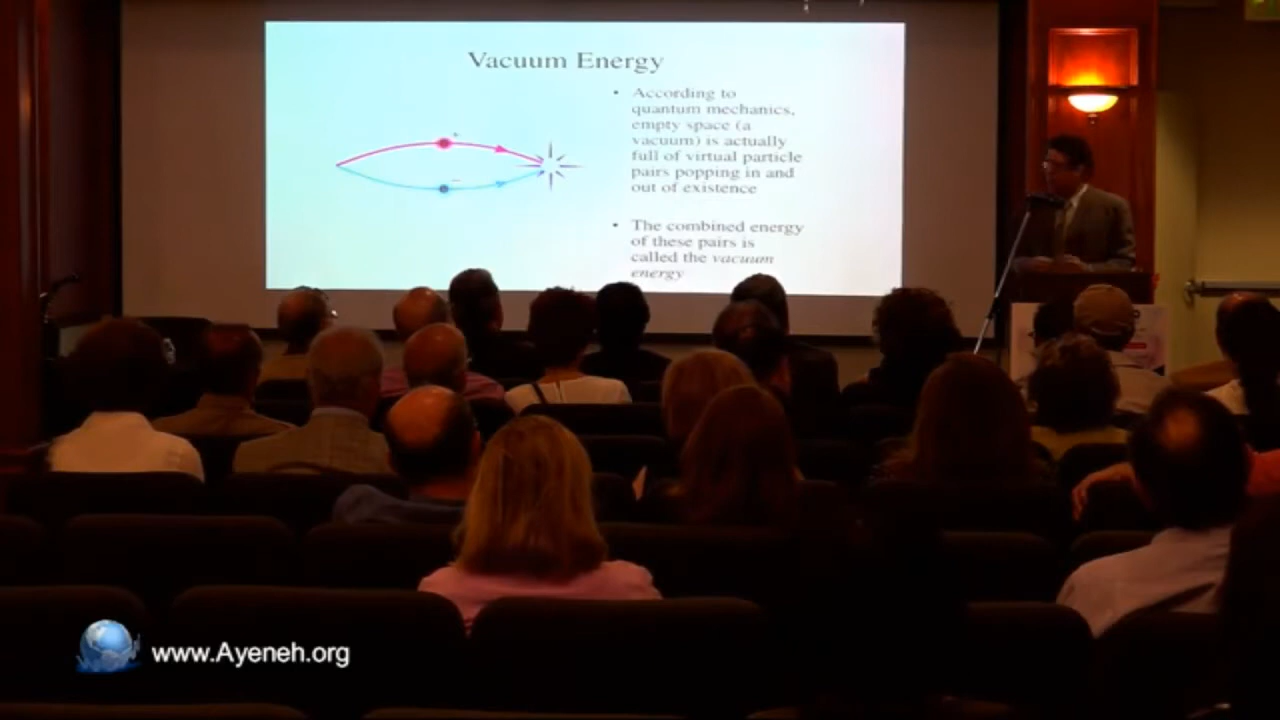 Vacuum Energy
• According to
quantum mechanics,
empty space (a
vacuum) is actually
full of virtual particle
pairs popping in and
out of existence
• The combined energy
of these pairs is
called the vacuum
energy
+
−
www.Ayeneh.org